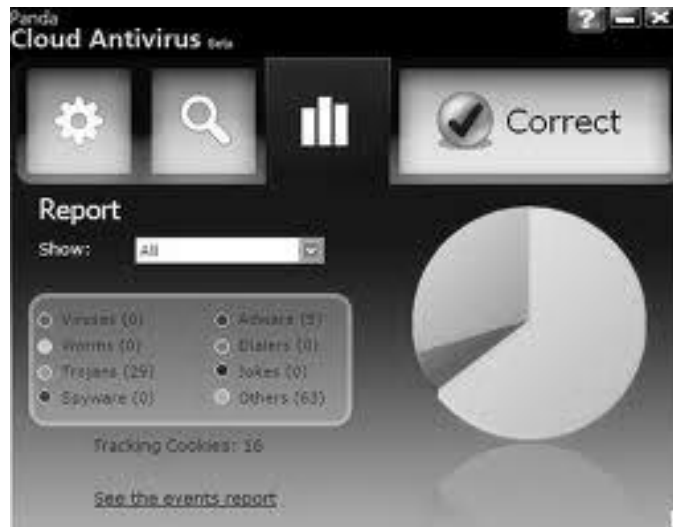 Panda
Cloud Antivirus Beta
?
Correct
Report
Show: All
Viruses (0)
Adware (5)
Worms (0)
Dialers (0)
Trojans (29)
Jokes (0)
Spyware (0)
Others (63)
Tracking Cookies: 16
See the events report